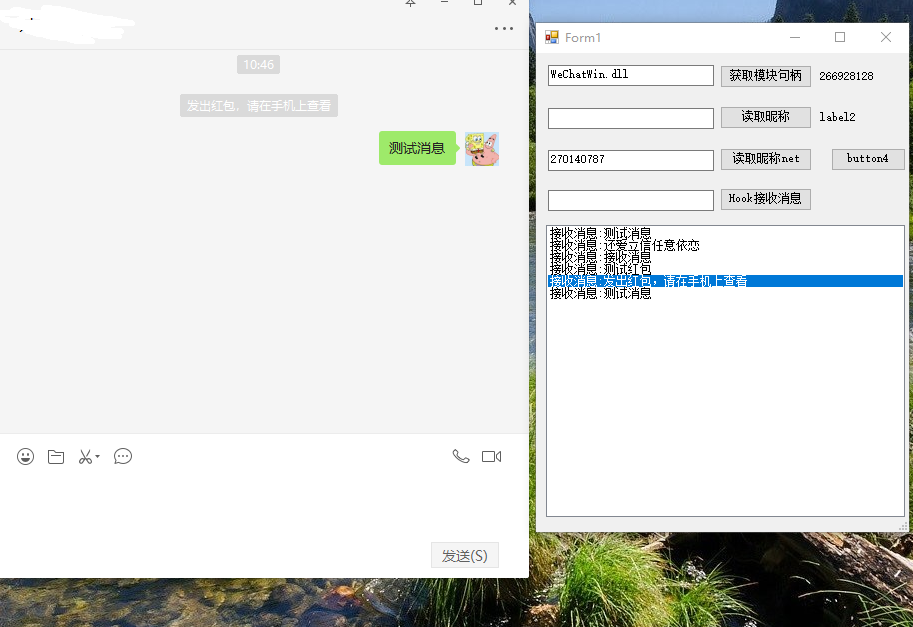 10:46
发出红包，请在手机上查看
测试消息
发送(S)
Form1
WeChatWin.dll
获取模块句柄
266928128
读取昵称
label2
270140787
读取昵称net
button4
Hook接收消息
接收消息:测试消息
接收消息:还爱立信任意依恋
接收消息:接收消息
接收消息:测试红包
接收消息:发出红包，请在手机上查看
接收消息:测试消息